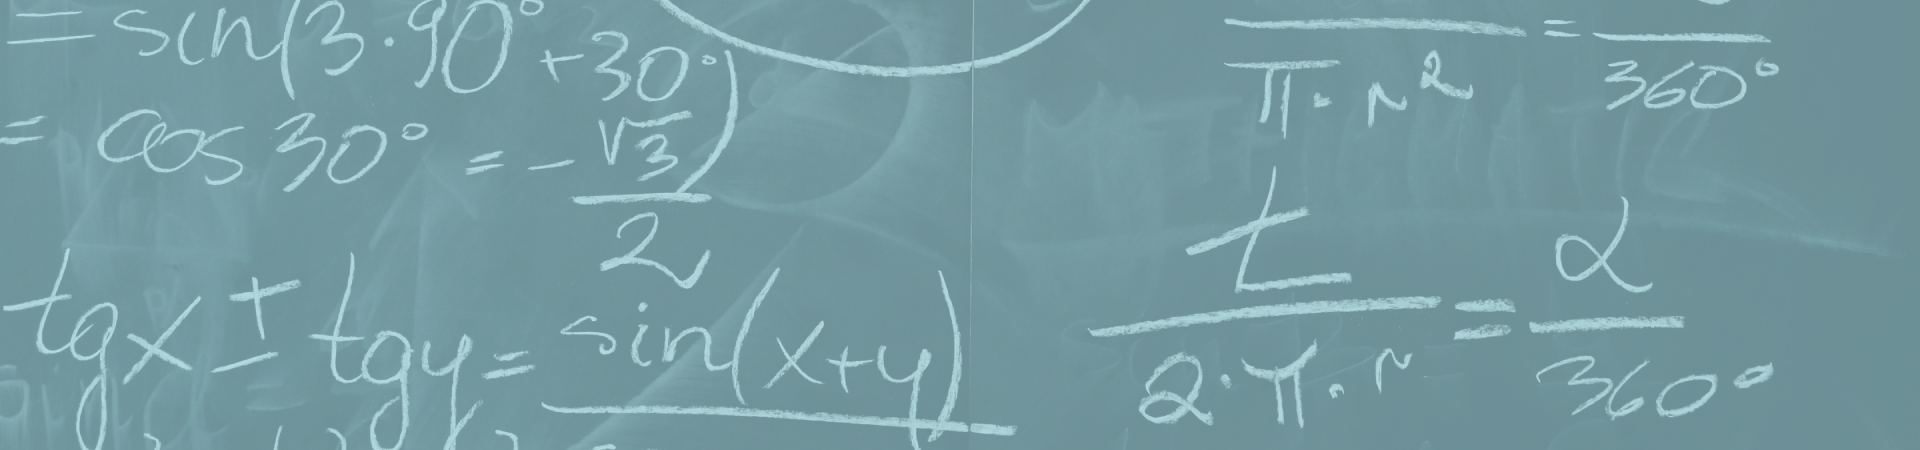 = sin(3·90°+30°)
= cos 30° = -√3/2
tgx ± tgy = sin(x+y)
π·r² = 360°
t/2·π·r = α/360°